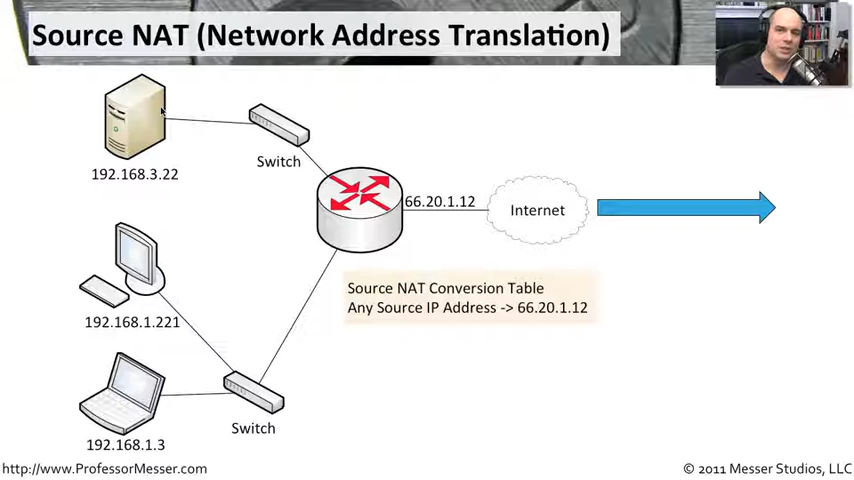 Source NAT (Network Address Translation)
192.168.3.22
Switch
66.20.1.12
Internet
Source NAT Conversion Table
Any Source IP Address -> 66.20.1.12
192.168.1.221
192.168.1.3
Switch
http://www.ProfessorMesser.com
© 2011 Messer Studios, LLC